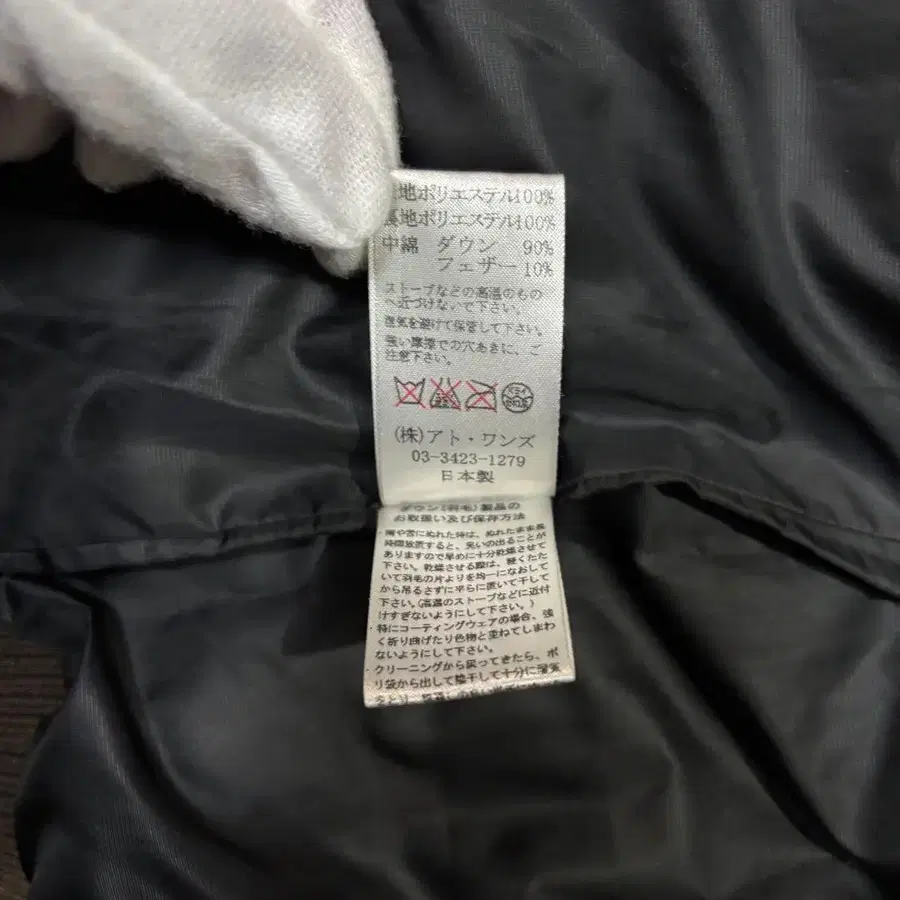 地ポリエステル100%
裏地ポリエステル100%
中綿 ダウン 90%
フェザー 10%
ストーブなどの高温のもの
へ近づけないで下さい。
湿気を避けて保管して下さい。
強い摩擦での穴あきに、ご
注意下さい。
ドライ
(株)アト・ワンズ
03-3423-1279
日本製
ダウン(羽毛)製品の
お取扱い及び保存方法
雨や雪にぬれた時は、ぬれたまま長
時間放置すると、臭いの出ることが
ありますので早めに十分乾燥させて
下さい。乾燥させる際は、軽くたた
いて羽毛の片よりを均一になおして
から吊るさずに平らに置いて干して
下さい。(高温のストーブなどに近付
けすぎないようにして下さい。)
特にコーティングウェアの場合、強
く折り曲げたり色物と重ねてしまわ
ないようにして下さい。
クリーニングから戻ってきたら、ポ
リ袋から出して陰干しで十分に湿気
をとり、